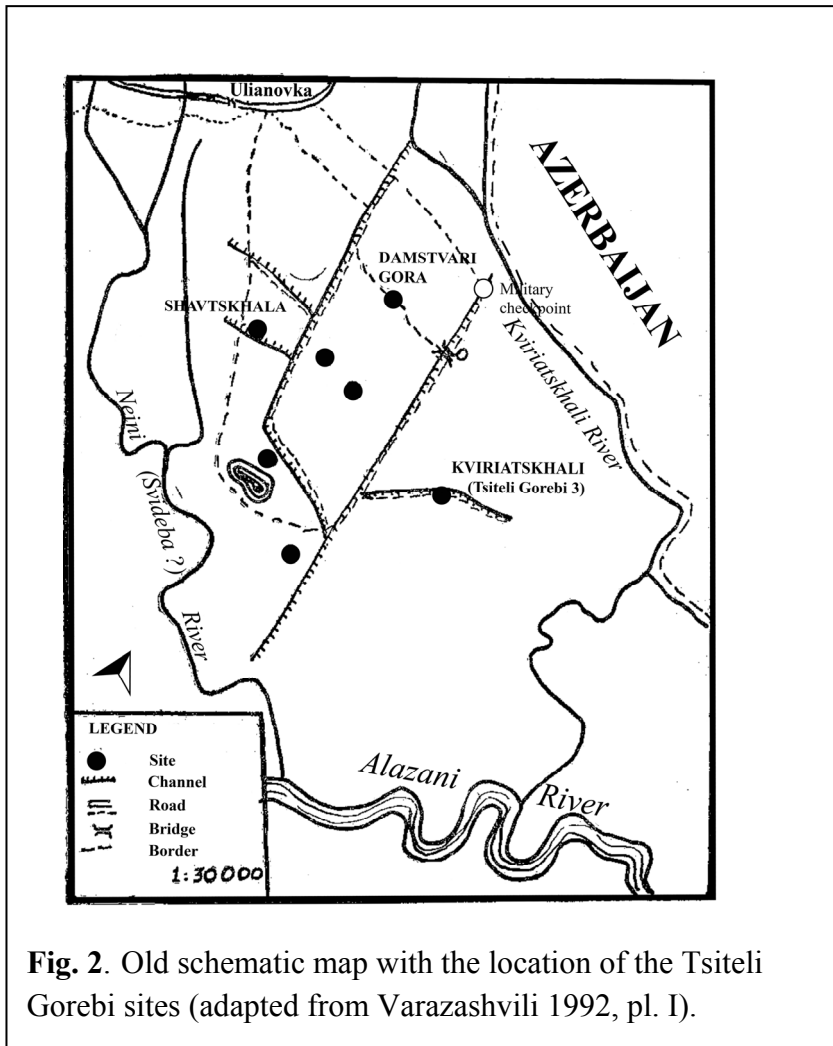 Ulianovka
AZERBAIJAN
DAMSTVARI
GORA
Military
checkpoint
SHAVTSKHALA
Kviriatskhali River
Neini
(Svideba ?)
River
KVIRIATSKHALI
(Tsiteli Gorebi 3)
Alazani
River
LEGEND
Site
Channel
Road
Bridge
Border
1:30000
Fig. 2. Old schematic map with the location of the Tsiteli
Gorebi sites (adapted from Varazashvili 1992, pl. I).